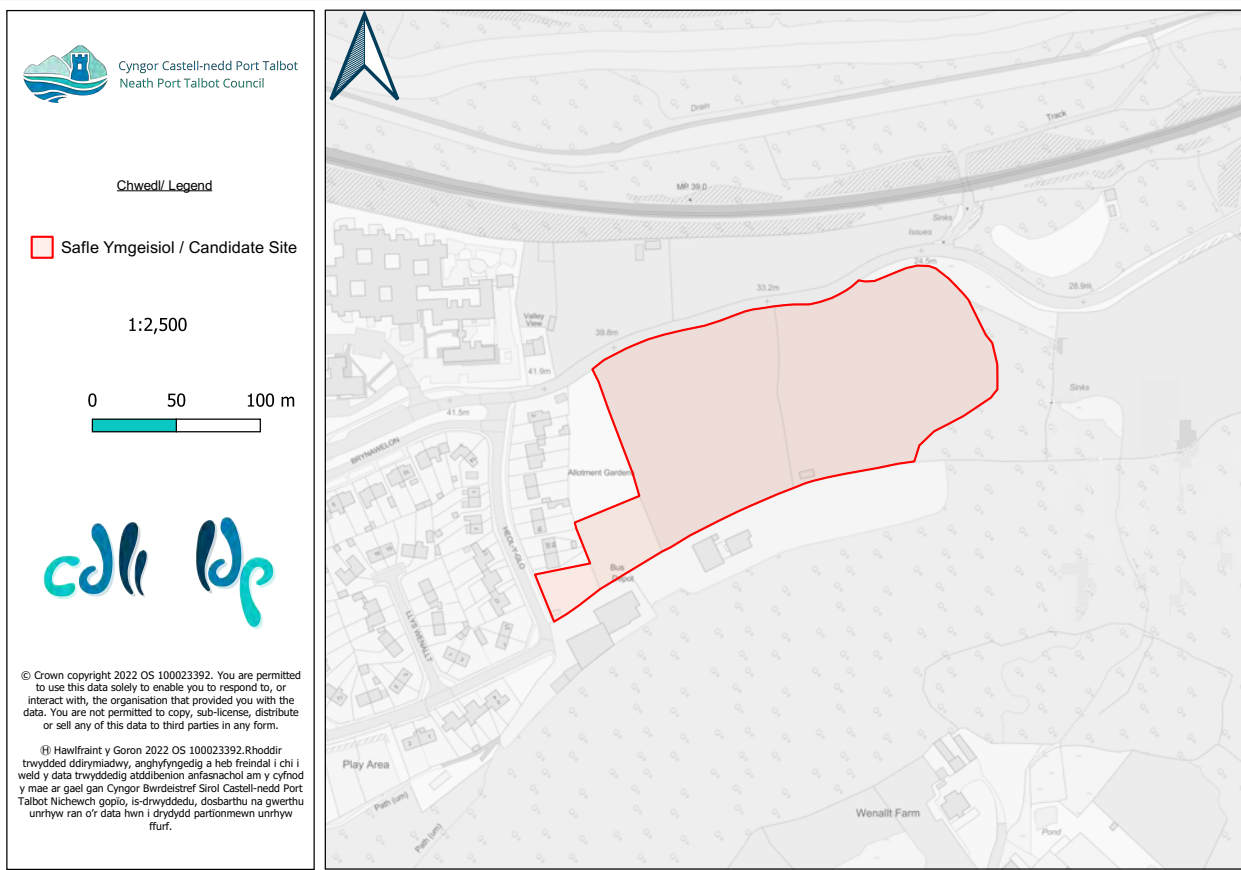 Cyngor Castell-nedd Port Talbot
Neath Port Talbot Council
Chwedl/ Legend
Safle Ymgeisiol / Candidate Site
1:2,500
0 50 100 m
cdll ldp
© Crown copyright 2022 OS 100023392. You are permitted
to use this data solely to enable you to respond to, or
interact with, the organisation that provided you with the
data. You are not permitted to copy, sub-license, distribute
or sell any of this data to third parties in any form.
Ⓗ Hawlfraint y Goron 2022 OS 100023392.Rhoddir
trwydded ddirymiadwy, anghyfyngedig a heb freindal i chi i
weld y data trwyddedig atddibenion anfasnachol am y cyfnod
y mae ar gael gan Cyngor Bwrdeistref Sirol Castell-nedd Port
Talbot Nichewch gopïo, is-drwyddedu, dosbarthu na gwerthu
unrhyw ran o'r data hwn i drydydd partionmewn unrhyw
ffurf.
Drain
Track
MP 39.0
Sinks
Issues
24.5m
28.9m
33.2m
Valley
View
39.8m
41.9m
41.5m
Sinks
BRYNAWELON
Allotment Gardens
HEOL-Y-GLO
Bus
Depot
LLYS WENALLT
Play Area
Path (um)
Path (um)
Wenallt Farm
Pond